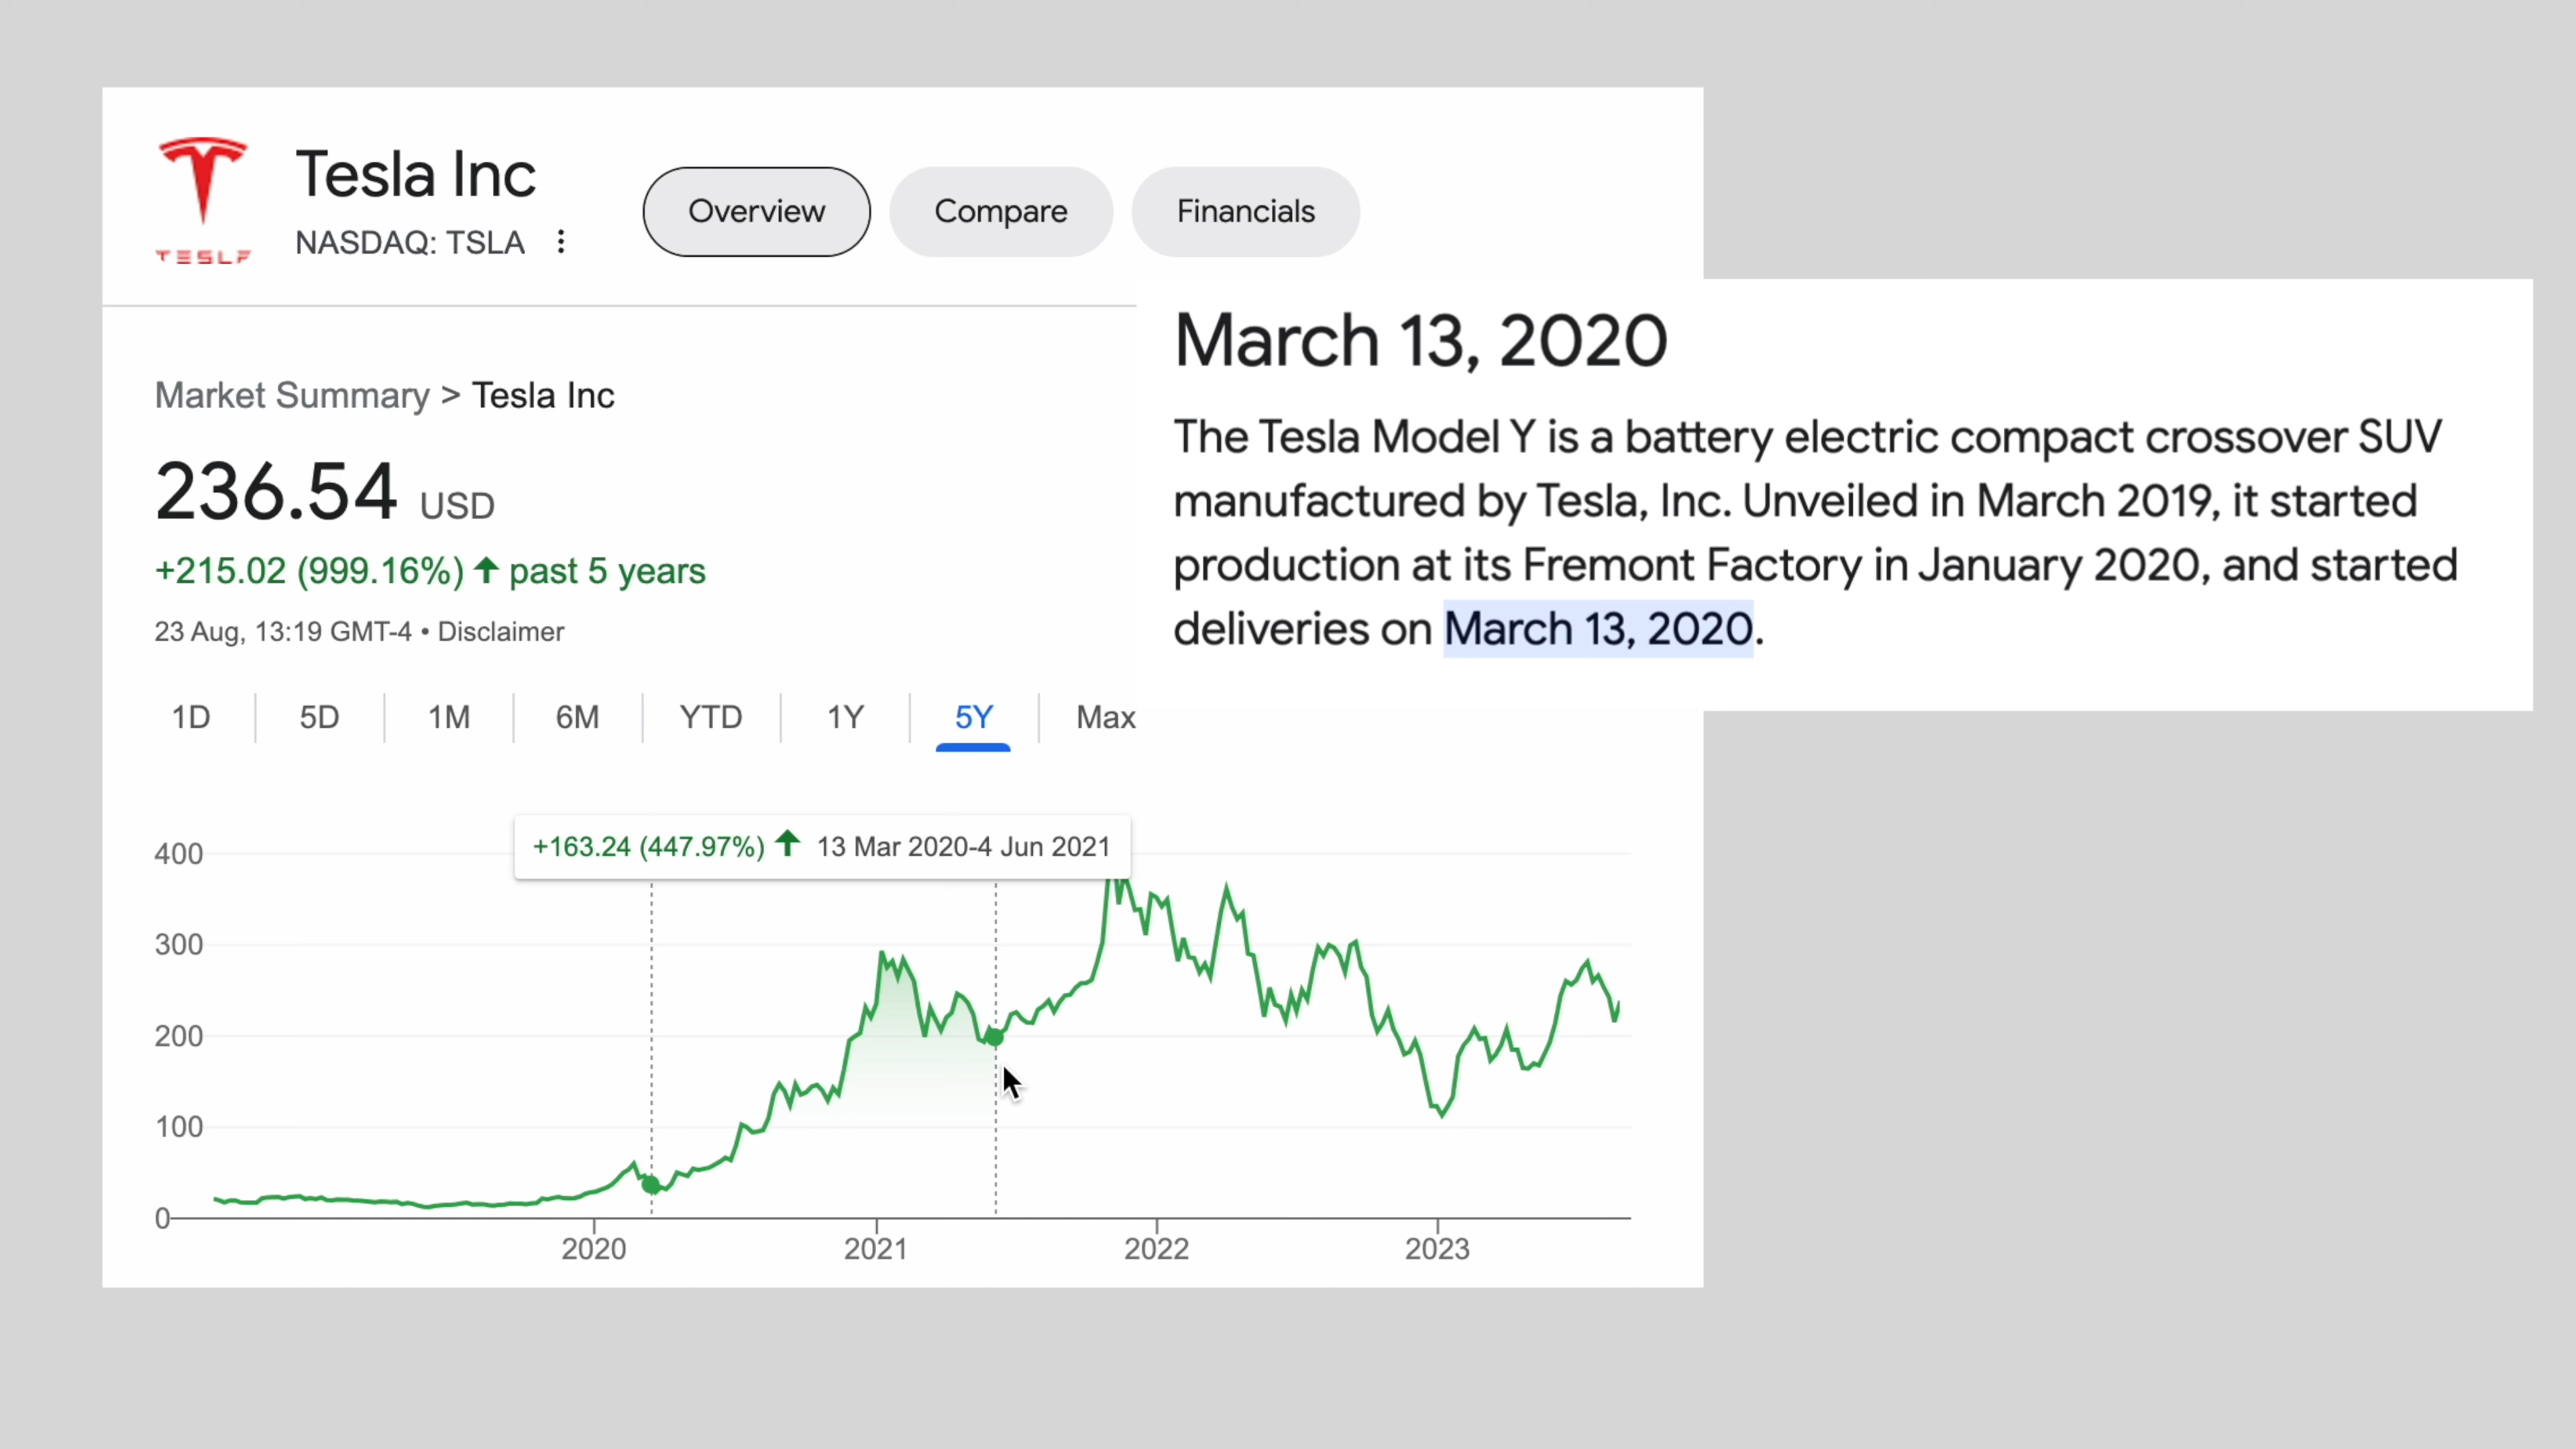 TESLA
Tesla Inc
NASDAQ: TSLA
Overview
Compare
Financials
Market Summary > Tesla Inc
236.54 USD
+215.02 (999.16%) ↑ past 5 years
23 Aug, 13:19 GMT-4 • Disclaimer
1D
5D
1M
6M
YTD
1Y
5Y
Max
March 13, 2020
The Tesla Model Y is a battery electric compact crossover SUV
manufactured by Tesla, Inc. Unveiled in March 2019, it started
production at its Fremont Factory in January 2020, and started
deliveries on March 13, 2020.
+163.24 (447.97%) ↑ 13 Mar 2020-4 Jun 2021
400
300
200
100
0
2020
2021
2022
2023